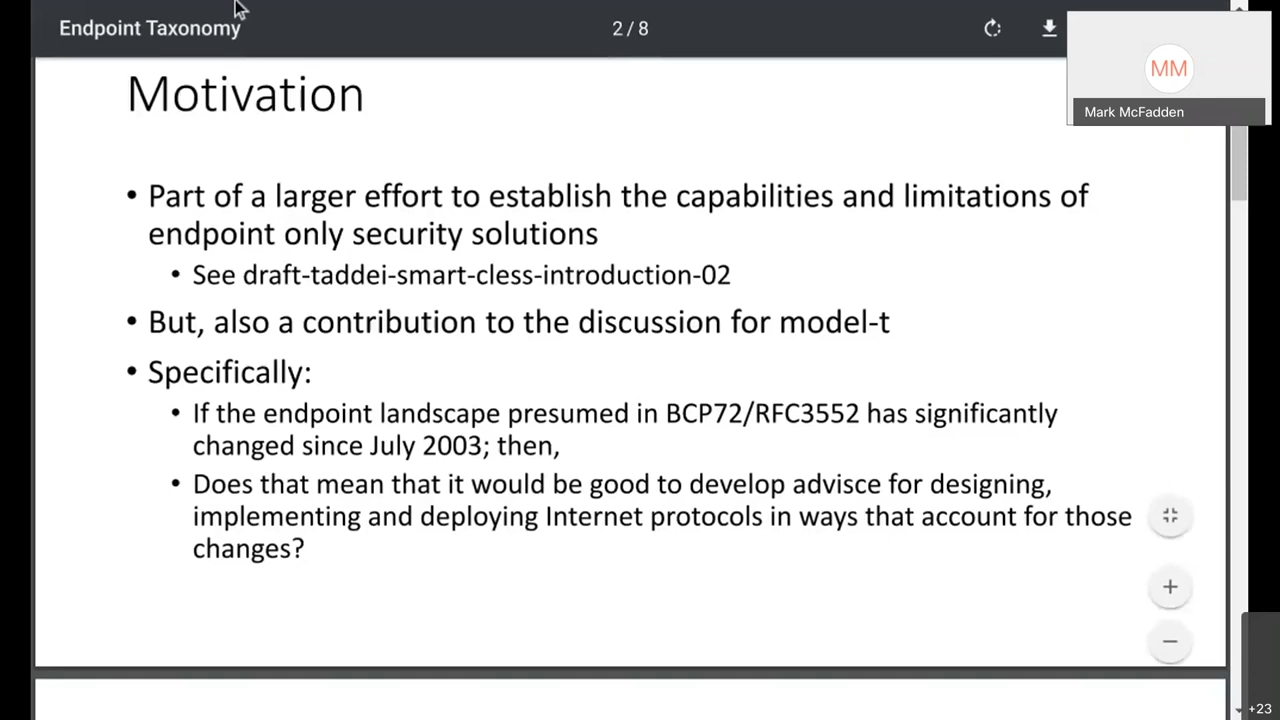 Endpoint Taxonomy
2 / 8
MM
Mark McFadden
Motivation
• Part of a larger effort to establish the capabilities and limitations of
endpoint only security solutions
• See draft-taddei-smart-cless-introduction-02
• But, also a contribution to the discussion for model-t
• Specifically:
• If the endpoint landscape presumed in BCP72/RFC3552 has significantly
changed since July 2003; then,
• Does that mean that it would be good to develop advisce for designing,
implementing and deploying Internet protocols in ways that account for those
changes?
+23